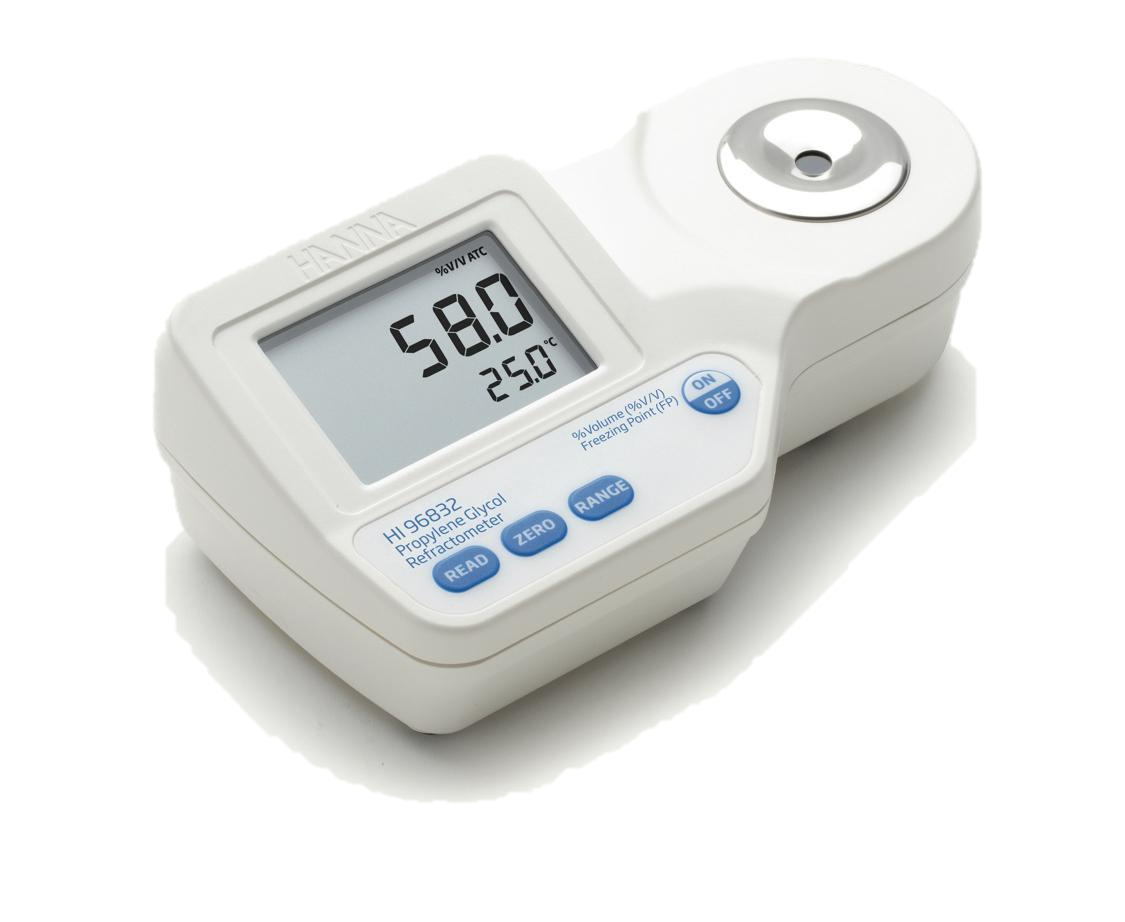 HANNA
%V/V ATC
58.0
25.0 °C
%Volume (%V/V)
Freezing Point (FP)
ON
OFF
HI 96832
Propylene Glycol
Refractometer
READ
ZERO
RANGE